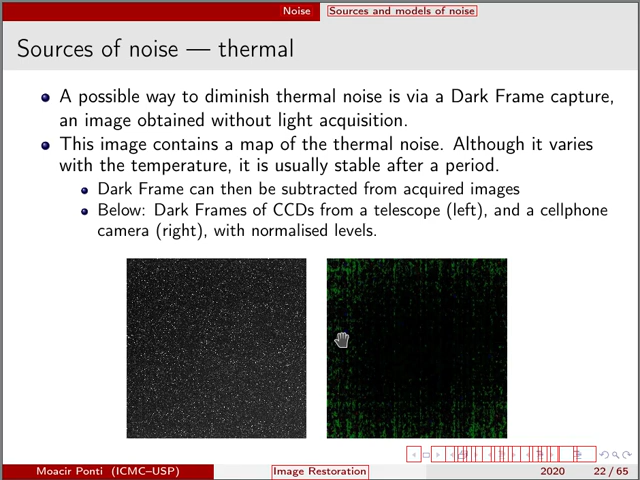 Noise
Sources and models of noise
Sources of noise — thermal
A possible way to diminish thermal noise is via a Dark Frame capture,
an image obtained without light acquisition.
This image contains a map of the thermal noise. Although it varies
with the temperature, it is usually stable after a period.
Dark Frame can then be subtracted from acquired images
Below: Dark Frames of CCDs from a telescope (left), and a cellphone
camera (right), with normalised levels.
Moacir Ponti (ICMC–USP)
Image Restoration
2020
22 / 65